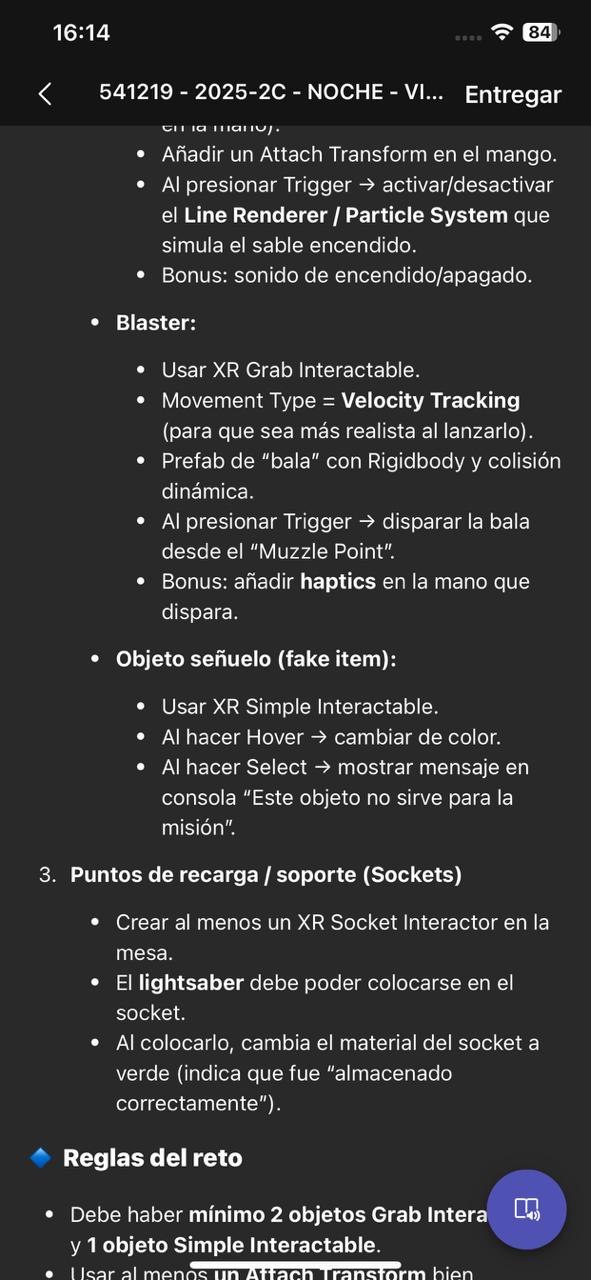 16:14
84
541219 - 2025-2C - NOCHE - VI...
Entregar
en la mano).
• Añadir un Attach Transform en el mango.
• Al presionar Trigger → activar/desactivar
el Line Renderer / Particle System que
simula el sable encendido.
• Bonus: sonido de encendido/apagado.
• Blaster:
• Usar XR Grab Interactable.
• Movement Type = Velocity Tracking
(para que sea más realista al lanzarlo).
• Prefab de “bala” con Rigidbody y colisión
dinámica.
• Al presionar Trigger → disparar la bala
desde el “Muzzle Point”.
• Bonus: añadir haptics en la mano que
dispara.
• Objeto señuelo (fake item):
• Usar XR Simple Interactable.
• Al hacer Hover → cambiar de color.
• Al hacer Select → mostrar mensaje en
consola “Este objeto no sirve para la
misión”.
3. Puntos de recarga / soporte (Sockets)
• Crear al menos un XR Socket Interactor en la
mesa.
• El lightsaber debe poder colocarse en el
socket.
• Al colocarlo, cambia el material del socket a
verde (indica que fue “almacenado
correctamente”).
🔷 Reglas del reto
• Debe haber mínimo 2 objetos Grab Intera
y 1 objeto Simple Interactable.
• Usar al menos un Attach Transform bien